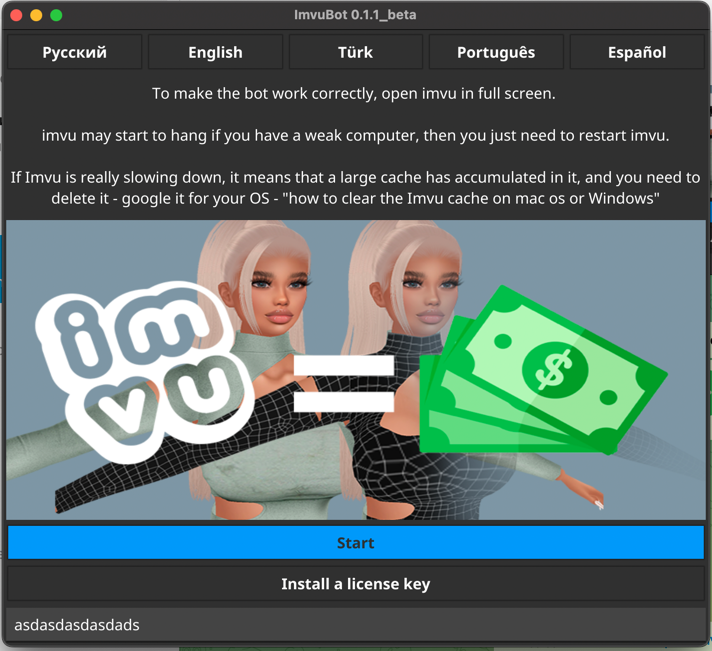 ImvuBot 0.1.1_beta
Русский English Türk Português Español
To make the bot work correctly, open imvu in full screen.
imvu may start to hang if you have a weak computer, then you just need to restart imvu.
If Imvu is really slowing down, it means that a large cache has accumulated in it, and you need to
delete it - google it for your OS - "how to clear the Imvu cache on mac os or Windows"
im
vu
=
$
Start
Install a license key
asdasdasdasdads